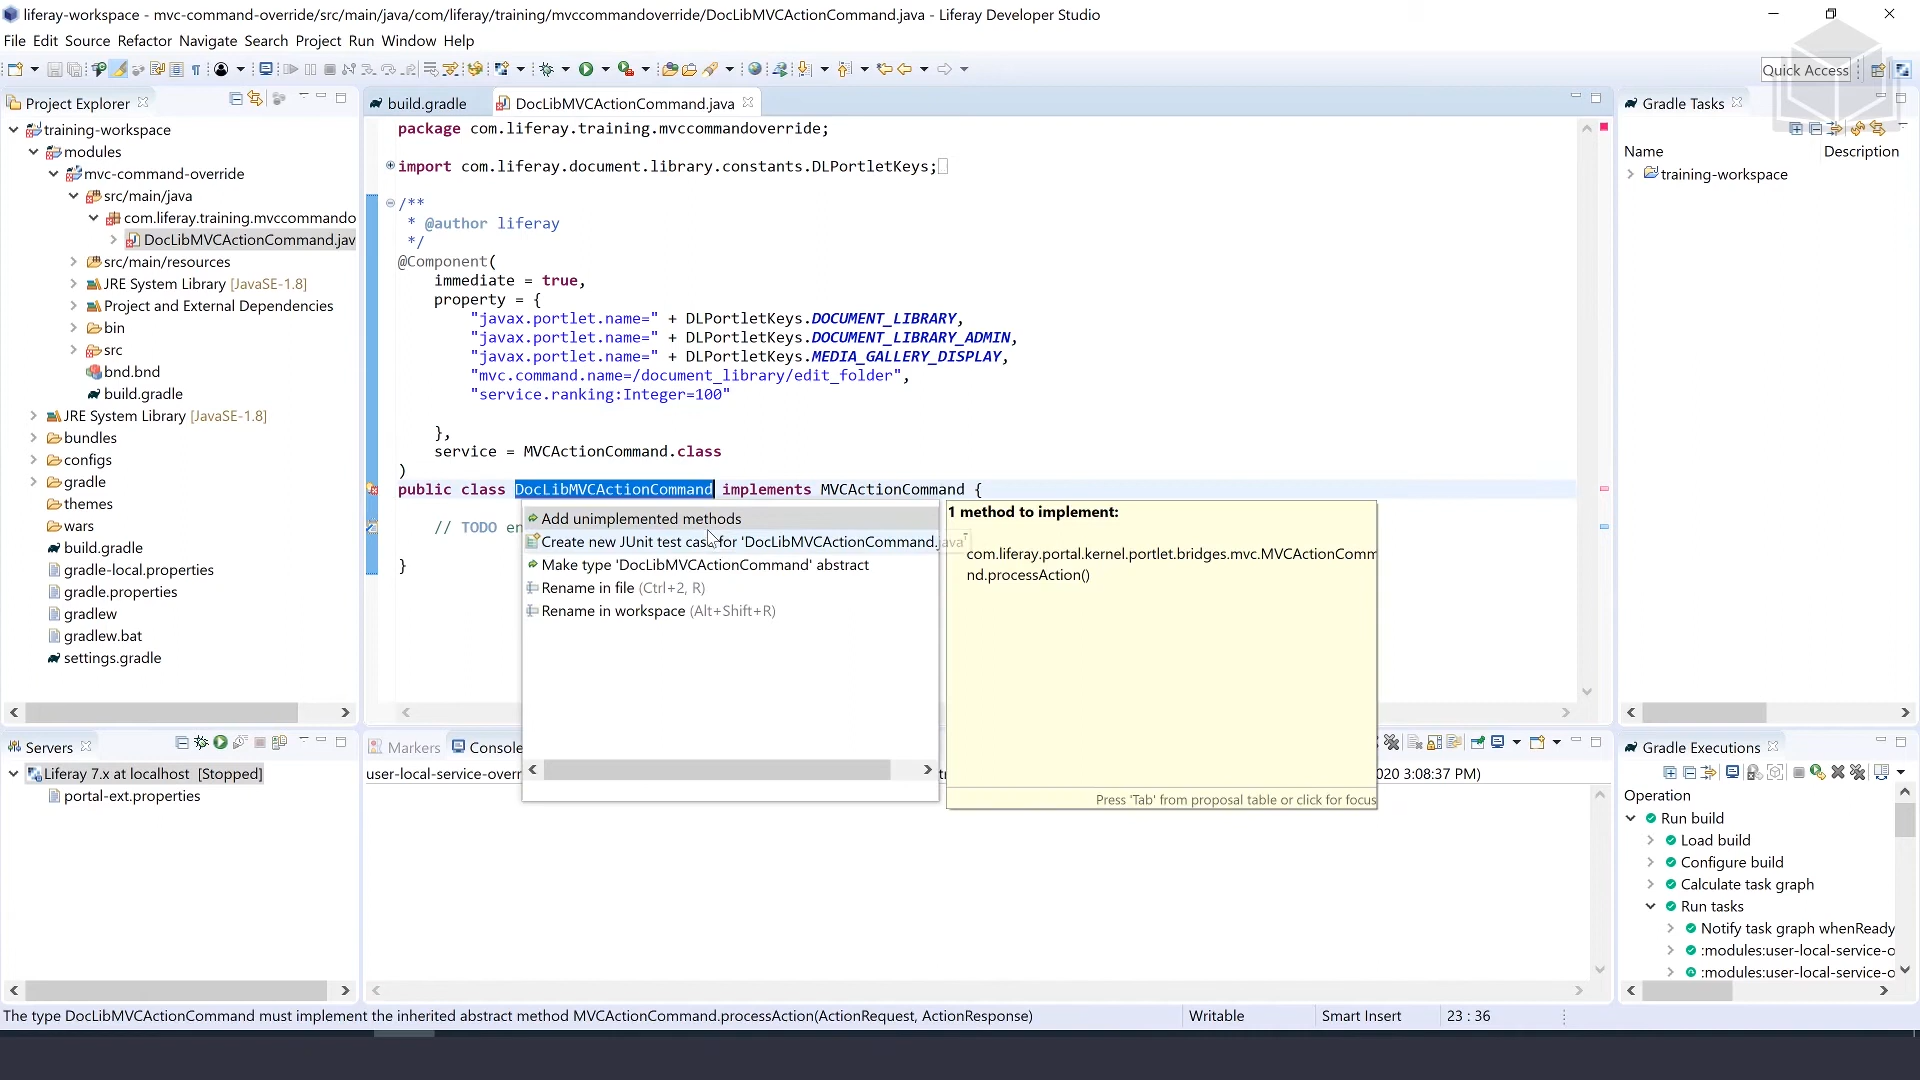 liferay-workspace - mvc-command-override/src/main/java/com/liferay/training/mvccommandoverride/DocLibMVCActionCommand.java - Liferay Developer Studio
File Edit Source Refactor Navigate Search Project Run Window Help
Quick Access
Project Explorer
training-workspace
modules
mvc-command-override
src/main/java
com.liferay.training.mvccommando
DocLibMVCActionCommand.jav
src/main/resources
JRE System Library [JavaSE-1.8]
Project and External Dependencies
bin
src
bnd.bnd
build.gradle
JRE System Library [JavaSE-1.8]
bundles
configs
gradle
themes
wars
build.gradle
gradle-local.properties
gradle.properties
gradlew
gradlew.bat
settings.gradle
build.gradle
DocLibMVCActionCommand.java
package com.liferay.training.mvccommandoverride;
import com.liferay.document.library.constants.DLPortletKeys;
/**
* @author liferay
*/
@Component(
immediate = true,
property = {
"javax.portlet.name=" + DLPortletKeys.DOCUMENT_LIBRARY,
"javax.portlet.name=" + DLPortletKeys.DOCUMENT_LIBRARY_ADMIN,
"javax.portlet.name=" + DLPortletKeys.MEDIA_GALLERY_DISPLAY,
"mvc.command.name=/document_library/edit_folder",
"service.ranking:Integer=100"
},
service = MVCActionCommand.class
)
public class DocLibMVCActionCommand implements MVCActionCommand {
// TODO en
}
Add unimplemented methods
Create new JUnit test case for 'DocLibMVCActionCommand.java'
Make type 'DocLibMVCActionCommand' abstract
Rename in file (Ctrl+2, R)
Rename in workspace (Alt+Shift+R)
1 method to implement:
com.liferay.portal.kernel.portlet.bridges.mvc.MVCActionComm
nd.processAction()
Press 'Tab' from proposal table or click for focus
Gradle Tasks
Name Description
training-workspace
Servers
Liferay 7.x at localhost [Stopped]
portal-ext.properties
Markers
Console
user-local-service-overr
020 3:08:37 PM)
Gradle Executions
Operation
Run build
Load build
Configure build
Calculate task graph
Run tasks
Notify task graph whenReady
:modules:user-local-service-o
:modules:user-local-service-o
The type DocLibMVCActionCommand must implement the inherited abstract method MVCActionCommand.processAction(ActionRequest, ActionResponse)
Writable
Smart Insert
23 : 36